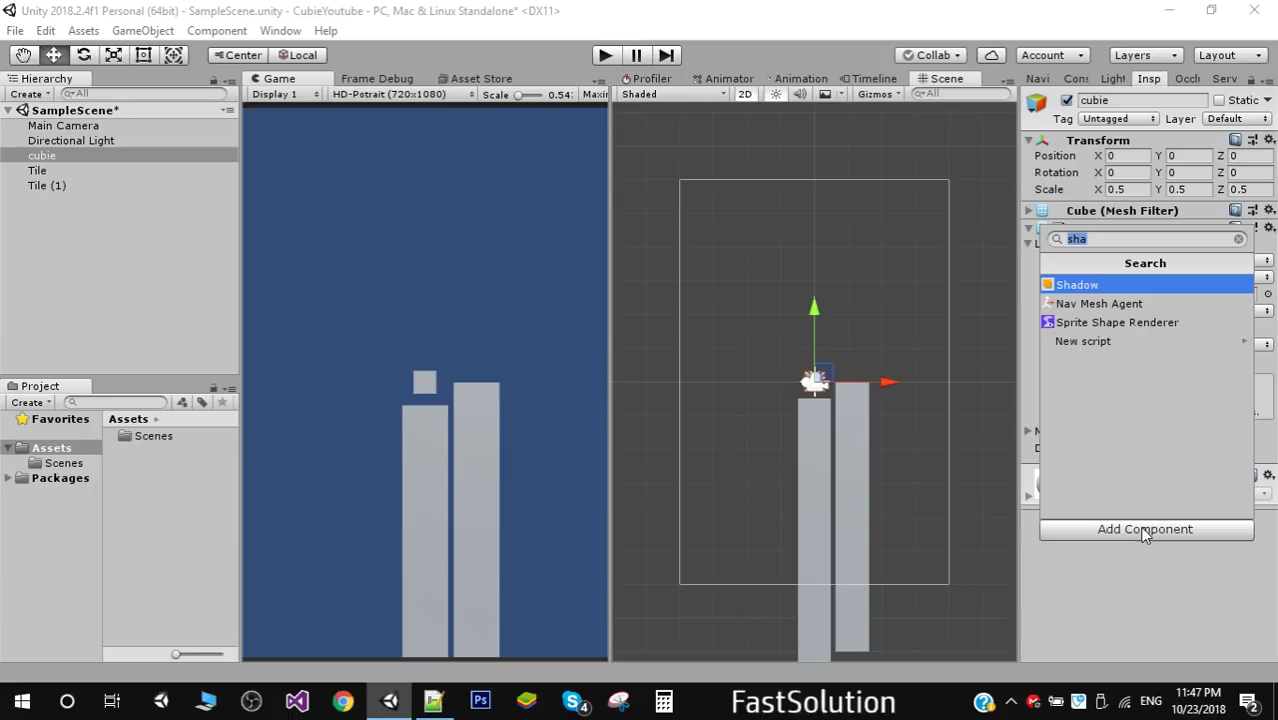 Unity 2018.2.4f1 Personal (64bit) - SampleScene.unity - CubieYoutube - PC, Mac & Linux Standalone* <DX11>
File Edit Assets GameObject Component Window Help
Center Local Collab Account Layers Layout
Hierarchy Game Frame Debug Asset Store Profiler Animator Animation Timeline Scene Navi Con: Light Insp Occlu Serv
Create All Display 1 HD-Potrait (720x1080) Scale 0.54: Maxir Shaded 2D Gizmos All
cubie Static
SampleScene*
Tag Untagged Layer Default
Main Camera
Directional Light
Transform
cubie
Position X 0 Y 0 Z 0
Tile
Rotation X 0 Y 0 Z 0
Tile (1)
Scale X 0.5 Y 0.5 Z 0.5
Cube (Mesh Filter)
sha
Search
Shadow
Nav Mesh Agent
Sprite Shape Renderer
New script
Project
Create
Favorites Assets
Scenes
Assets
Scenes
Packages
Add Component
FastSolution
4
ENG
11:47 PM
10/23/2018
2